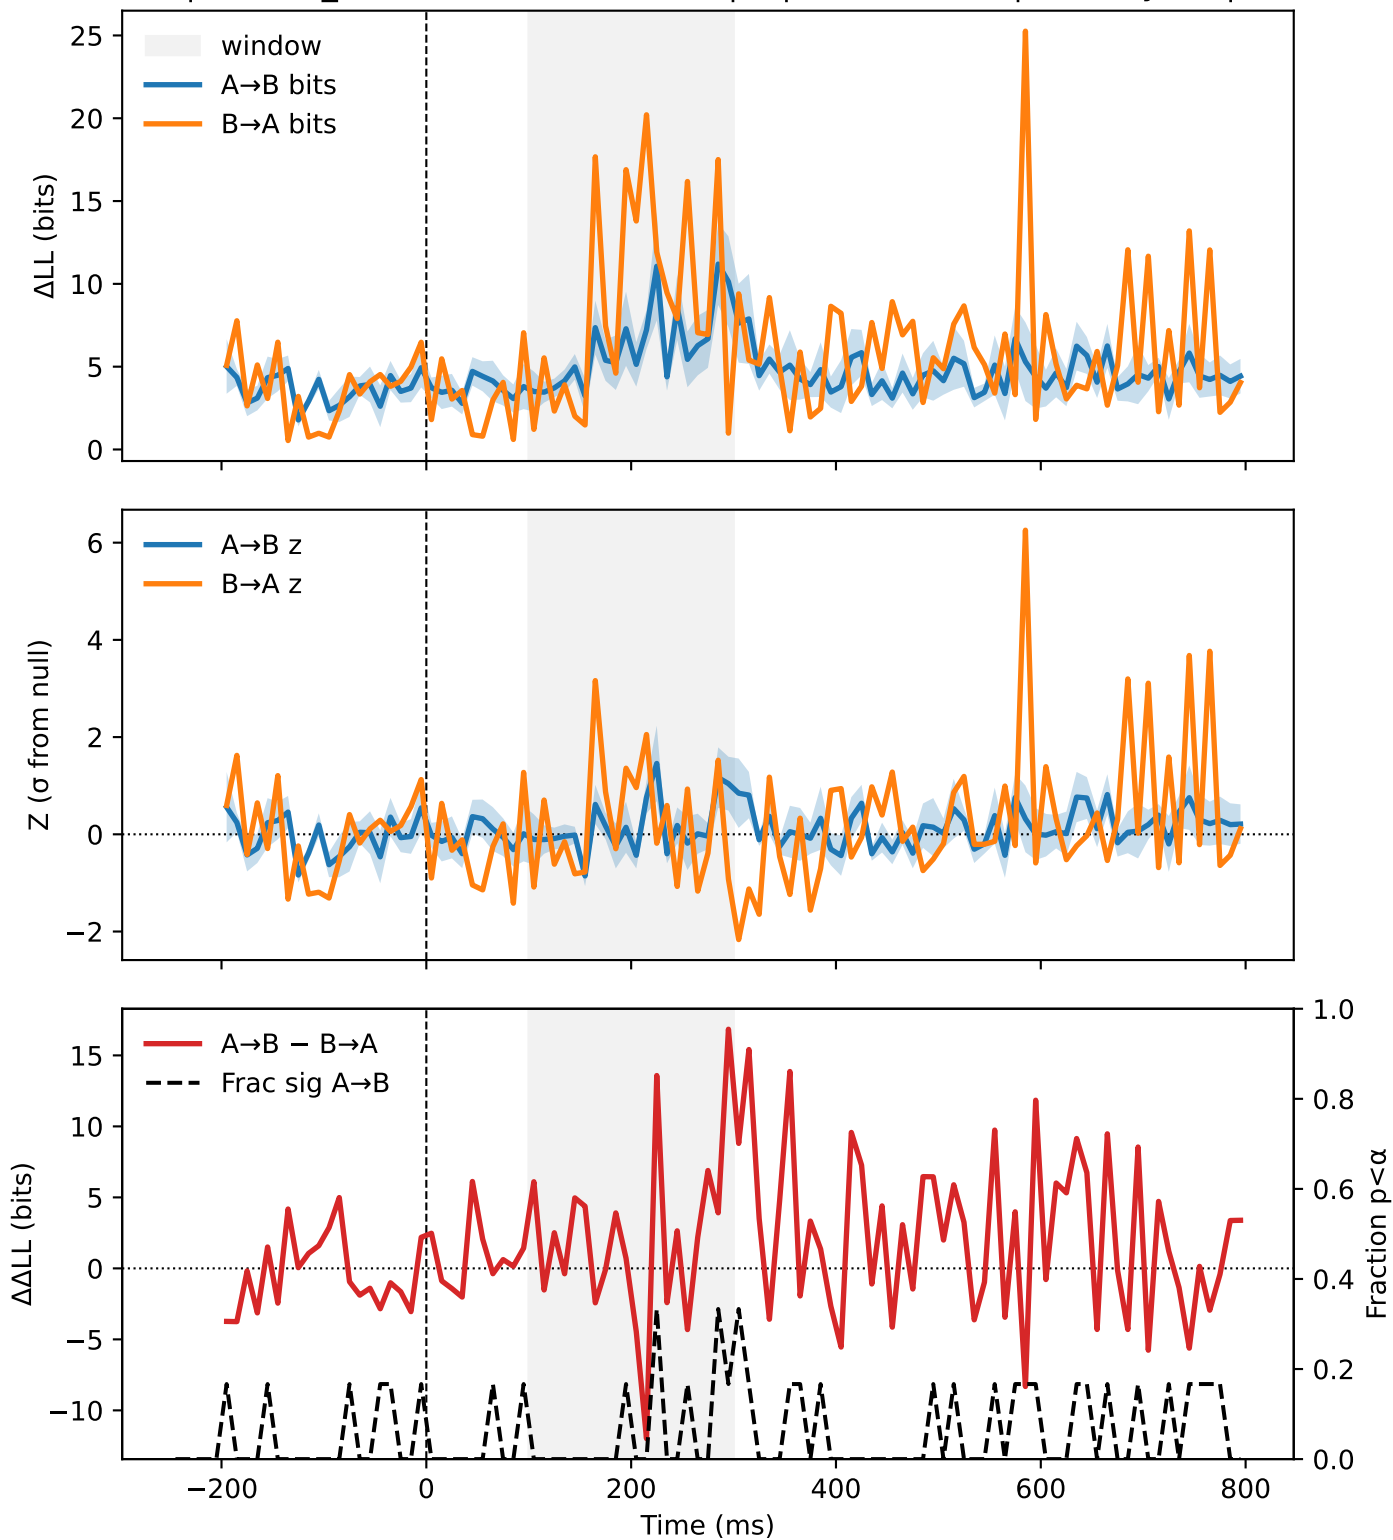 25
20
15
10
5
0
ΔLL (bits)
window
A→B bits
B→A bits
6
4
2
0
−2
Z (σ from null)
A→B z
B→A z
15
10
5
0
−5
−10
ΔΔLL (bits)
A→B − B→A
Frac sig A→B
1.0
0.8
0.6
0.4
0.2
0.0
Fraction p<α
−200 0 200 400 600 800
Time (ms)